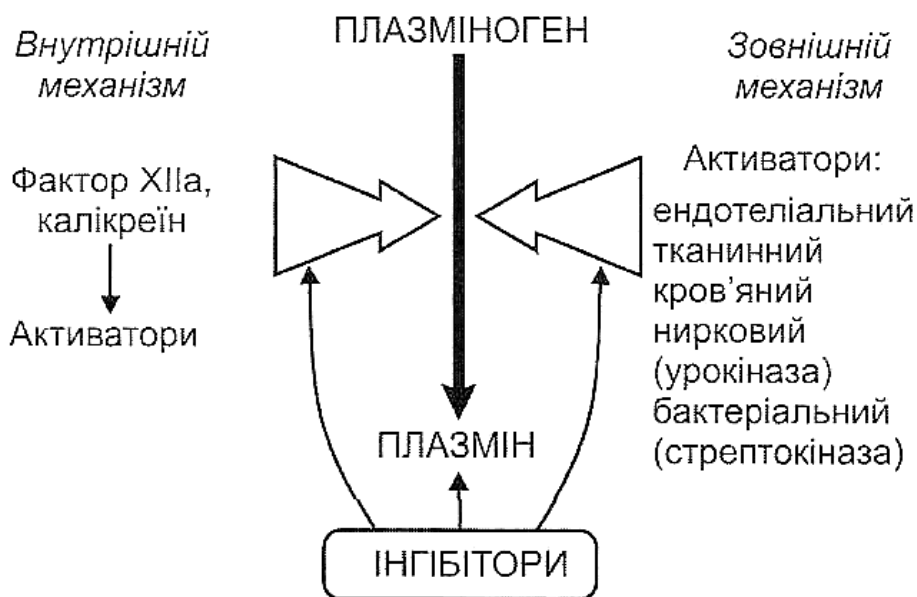 Внутрішній
механізм
ПЛАЗМІНОГЕН
Зовнішній
механізм
Фактор XIIa,
калікреїн
Активатори
Активатори:
ендотеліальний
тканинний
кров’яний
нирковий
(урокіназа)
бактеріальний
(стрептокіназа)
ПЛАЗМІН
ІНГІБІТОРИ